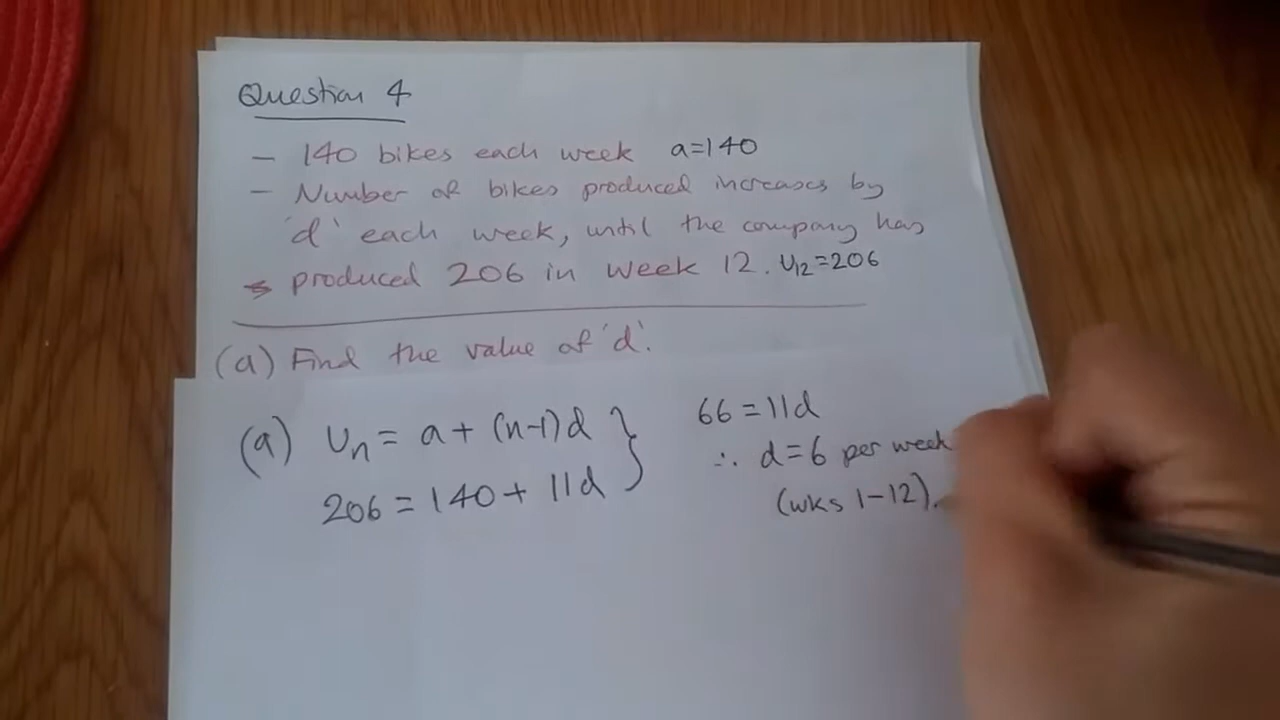 Question 4
- 140 bikes each week a=140
- Number of bikes produced increases by
'd' each week, until the company has
produced 206 in week 12. U12=206
(a) Find the value of 'd'.
(a) Un = a + (n-1)d
206 = 140 + 11d
66 = 11d
∴ d=6 per week
(wks 1-12).